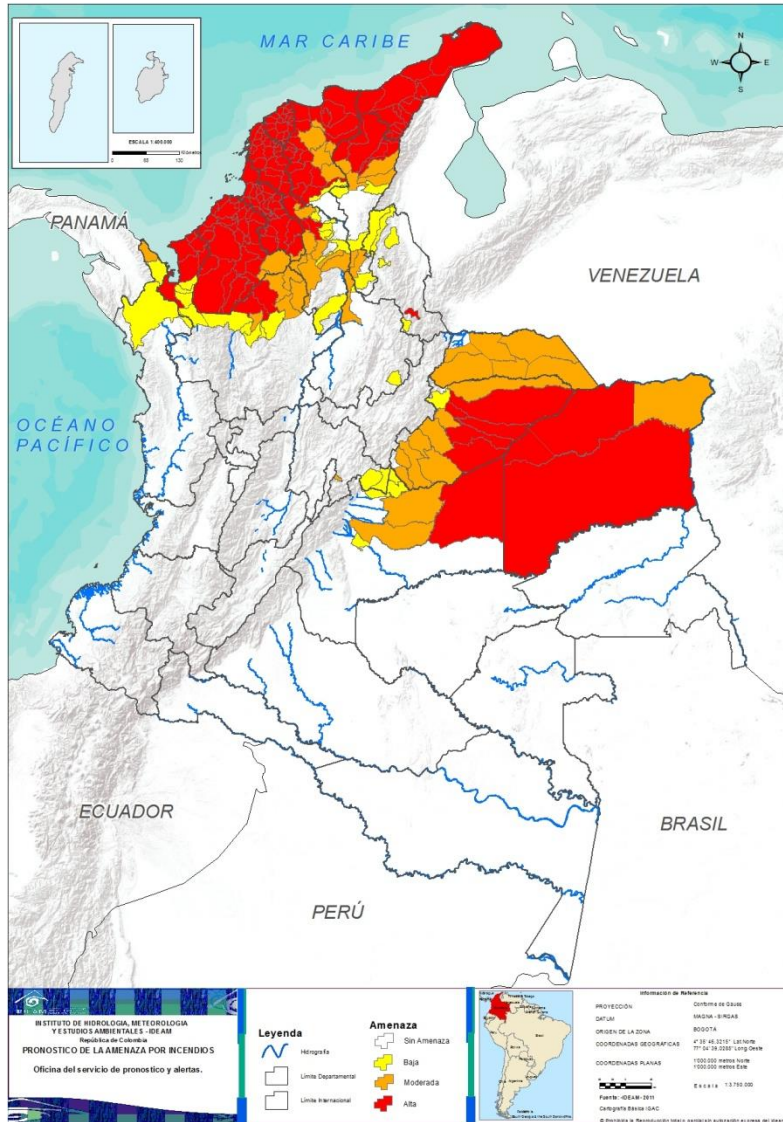 MAR CARIBE
N
W
E
S
ESCALA 1:600.000
PANAMÁ
VENEZUELA
OCÉANO
PACÍFICO
ECUADOR
BRASIL
PERÚ
INSTITUTO DE HIDROLOGIA, METEOROLOGIA
Y ESTUDIOS AMBIENTALES -IDEAM
República de Colombia
PRONOSTICO DE LA AMENAZA POR INCENDIOS
Oficina del servicio de pronostico y alertas.
Leyenda
Hidrografía
Límite Departamental
Límite Internacional
Amenaza
Sin Amenaza
Baja
Moderada
Alta
Información de Referencia
PROYECCIÓN Conforme de Gauss
DATUM MAGNA - SIRGAS
ORIGEN DE LA ZONA BOGOTÁ
COORDENADAS GEOGRÁFICAS
COORDENADAS PLANAS 1'000.000 metros Norte
1'000.000 metros Este
Escala 1:3.750.000
Fuente: -IDEAM- 2011
Cartografía Básica IGAC